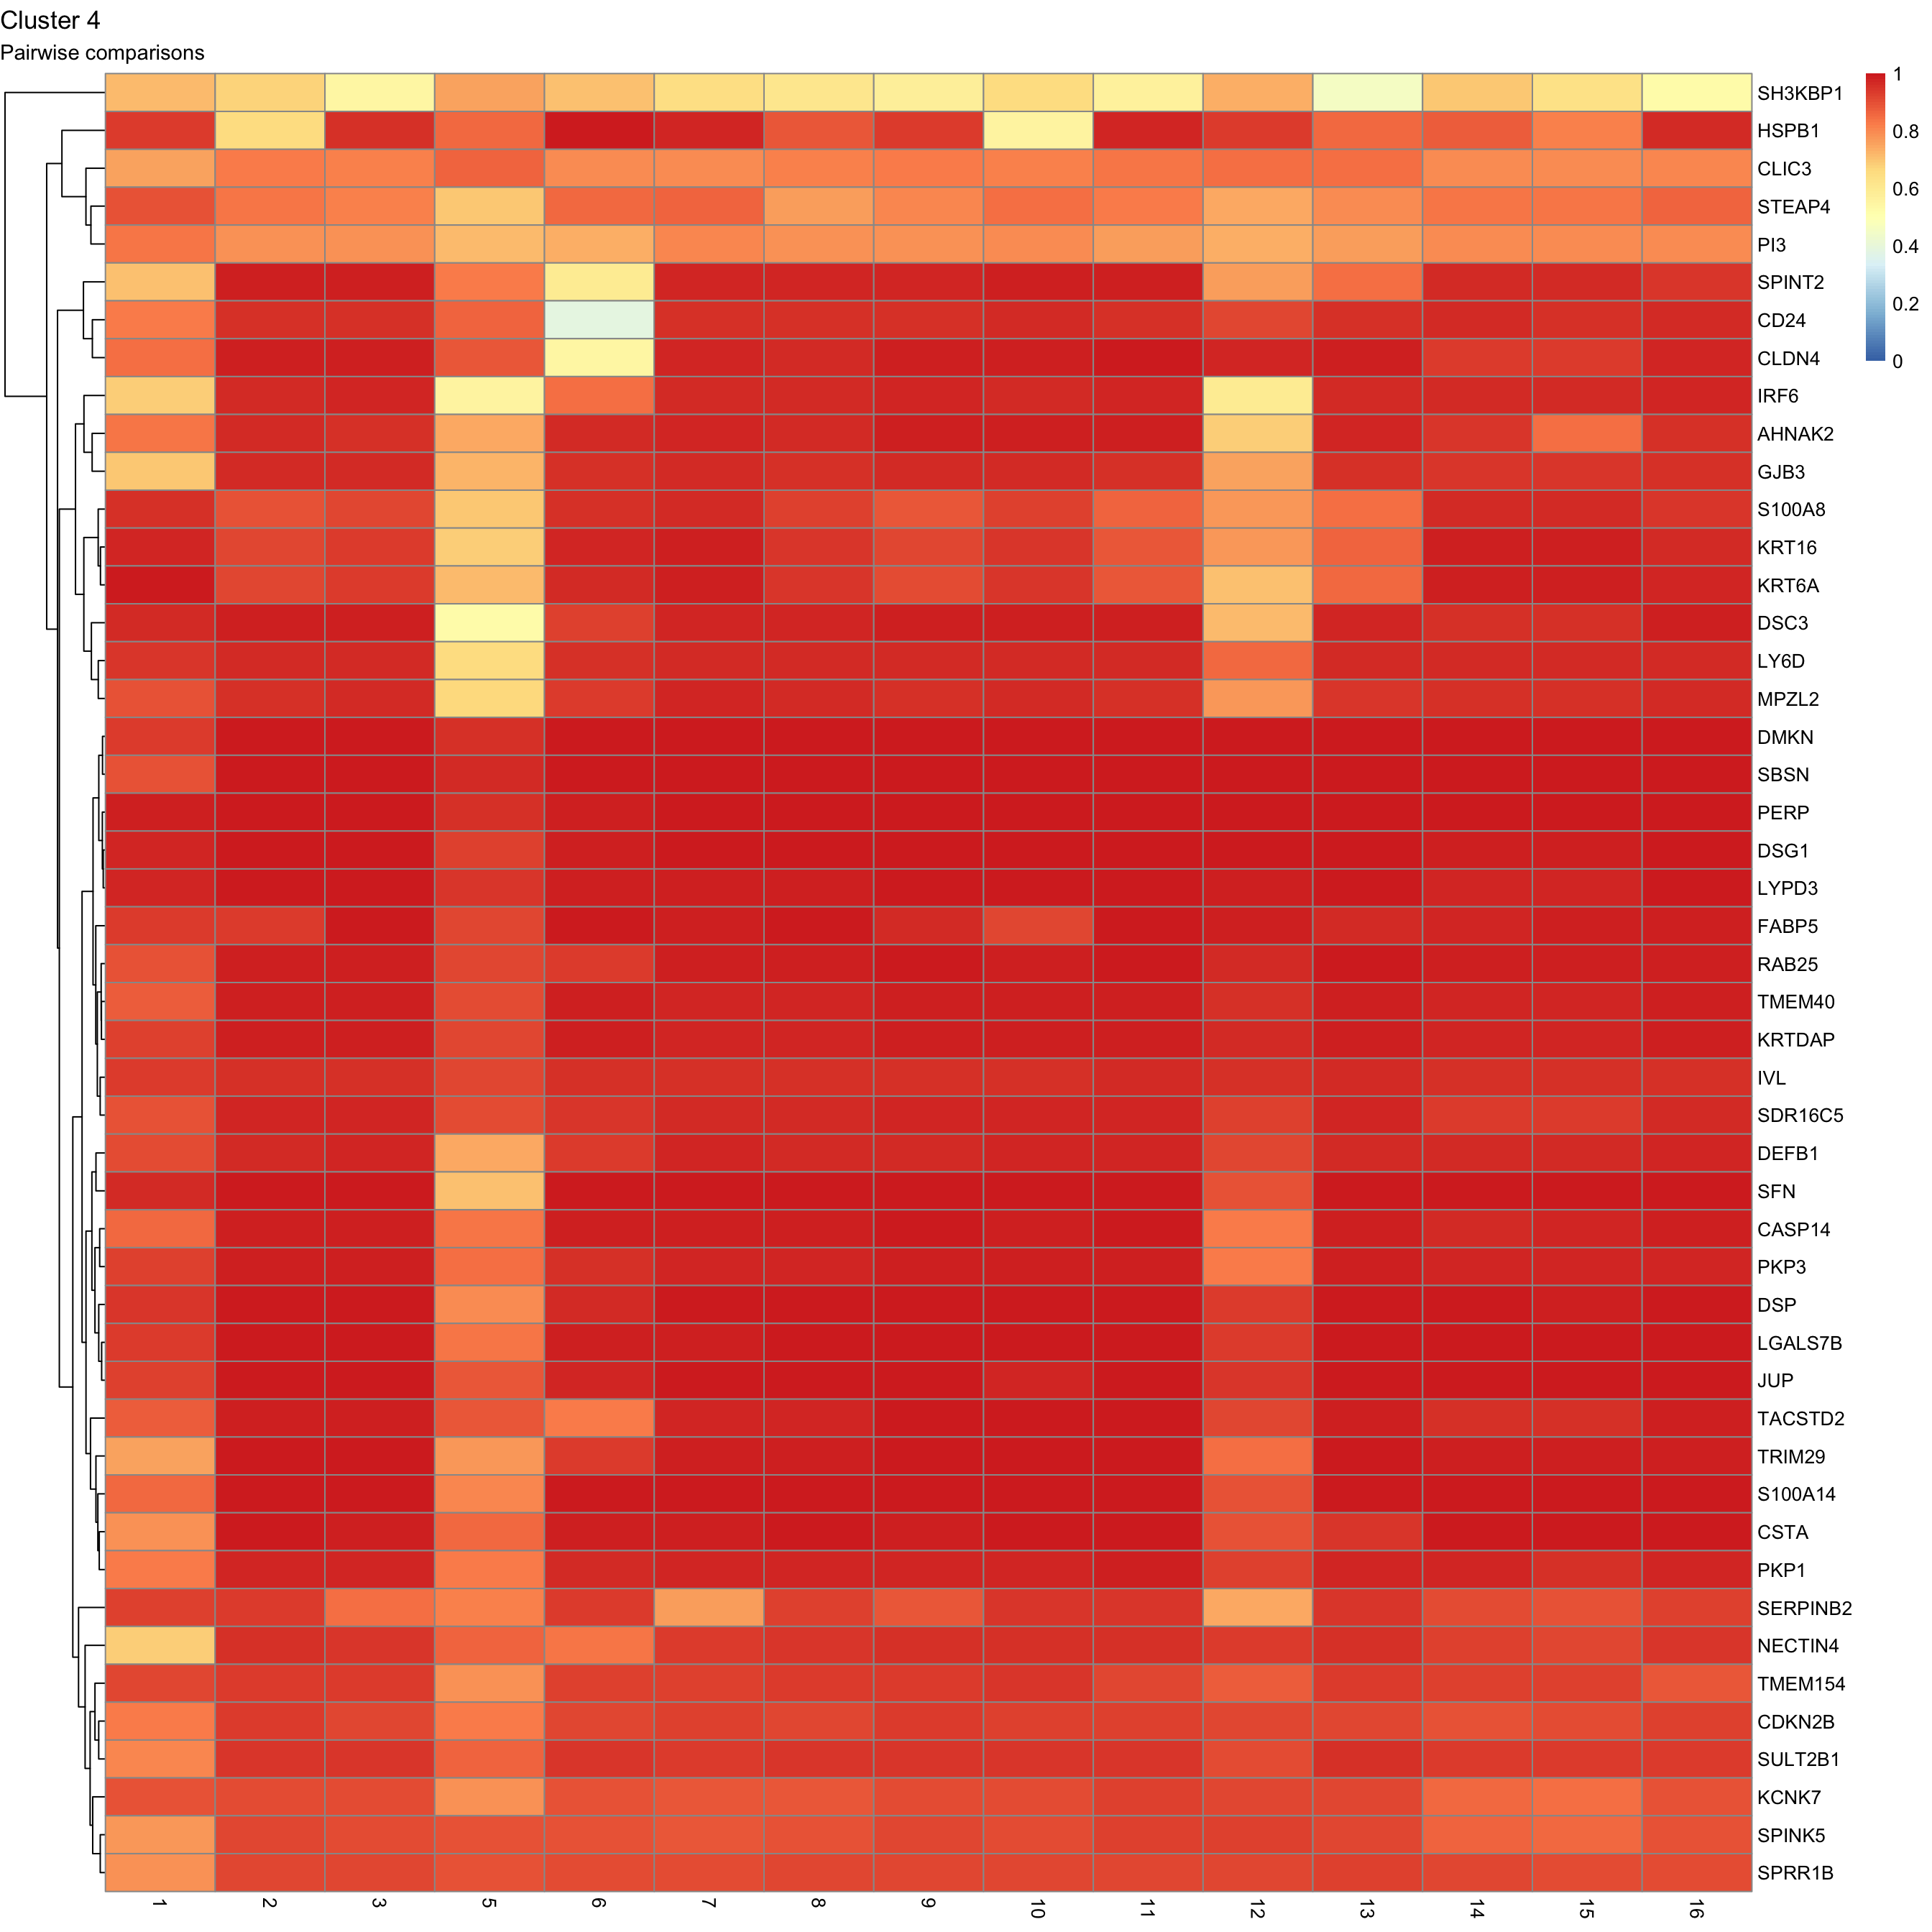 Cluster 4
Pairwise comparisons
1
0.8
0.6
0.4
0.2
0
SH3KBP1
HSPB1
CLIC3
STEAP4
PI3
SPINT2
CD24
CLDN4
IRF6
AHNAK2
GJB3
S100A8
KRT16
KRT6A
DSC3
LY6D
MPZL2
DMKN
SBSN
PERP
DSG1
LYPD3
FABP5
RAB25
TMEM40
KRTDAP
IVL
SDR16C5
DEFB1
SFN
CASP14
PKP3
DSP
LGALS7B
JUP
TACSTD2
TRIM29
S100A14
CSTA
PKP1
SERPINB2
NECTIN4
TMEM154
CDKN2B
SULT2B1
KCNK7
SPINK5
SPRR1B
1 2 3 5 6 7 8 9 10 11 12 13 14 15 16